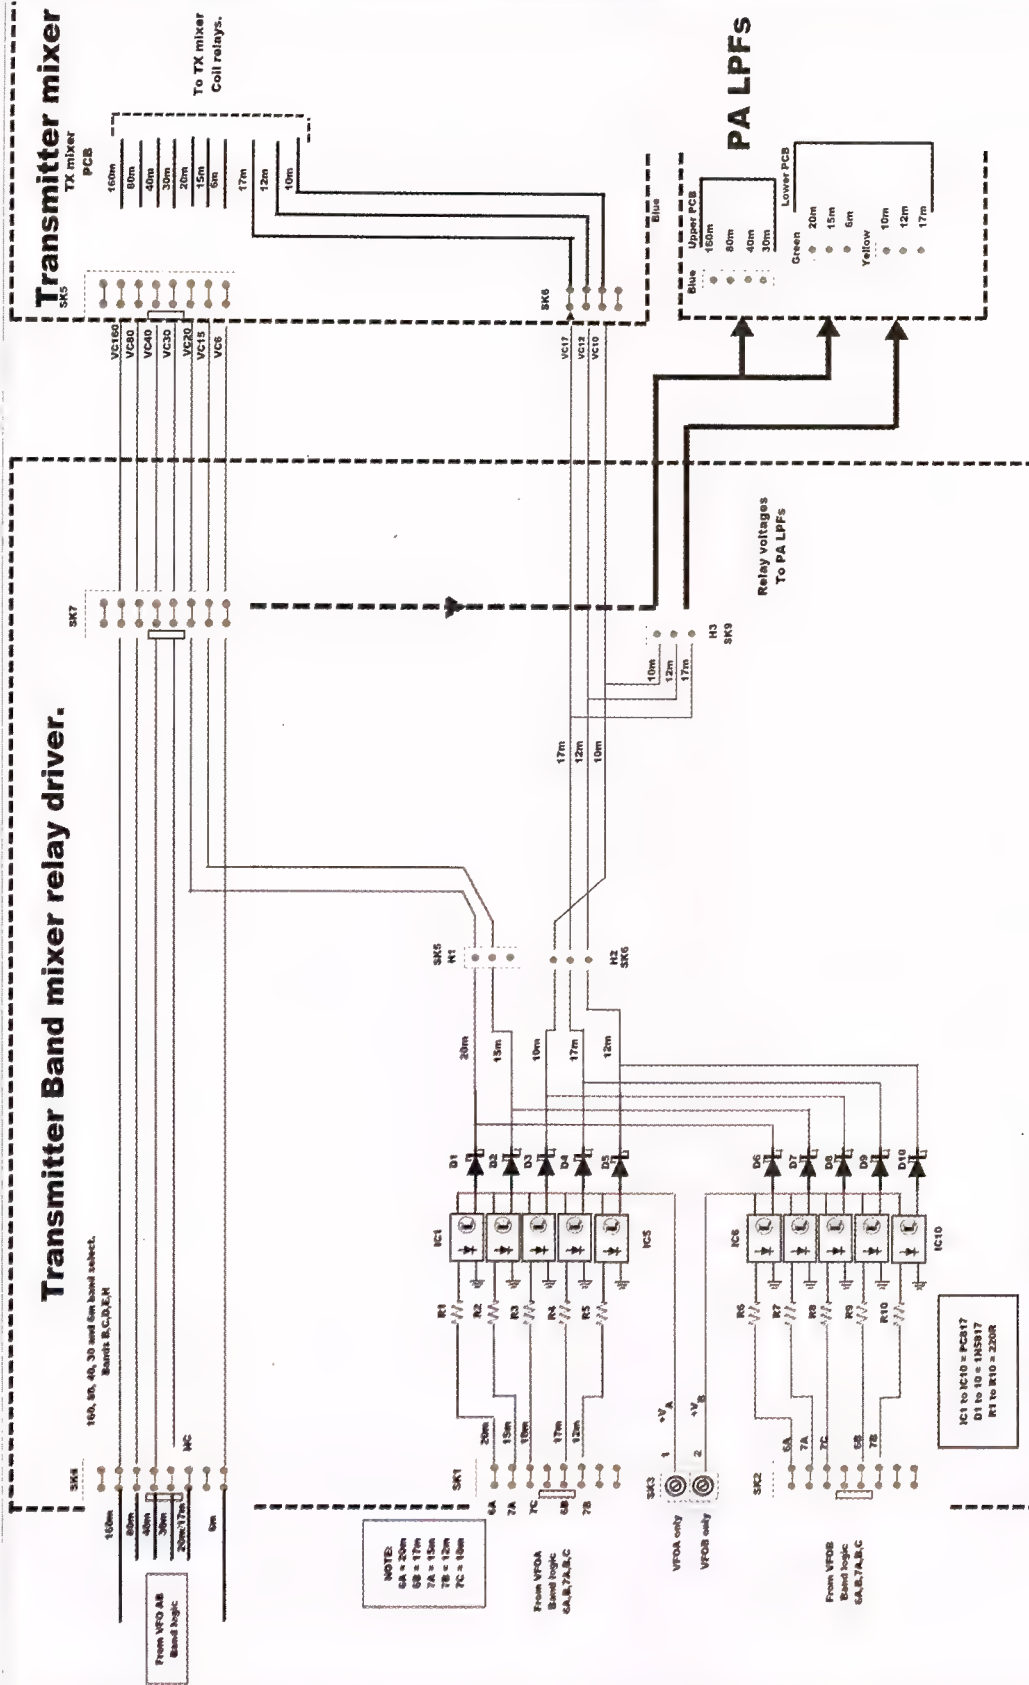 Transmitter Band mixer relay driver.
Transmitter mixer
TX mixer
PCB
To TX mixer
Coil relays.
160m
80m
40m
30m
20m
15m
6m
17m
12m
10m
SK5
VC160
VC80
VC40
VC30
VC20
VC15
VC6
SK6
VC17
VC12
VC10
Blue
PA LPFs
Blue
Upper PCB
160m
80m
40m
30m
Lower PCB
Green
20m
15m
6m
Yellow
10m
12m
17m
SK7
Relay voltages
To PA LPFs
H3
SK9
10m
12m
17m
17m
12m
10m
SK5
H1
H2
SK6
20m
15m
10m
17m
12m
D1
D2
D3
D4
D5
D6
D7
D8
D9
D10
IC1
IC5
IC6
IC10
R1
R2
R3
R4
R5
R6
R7
R8
R9
R10
160, 80, 40, 30 and 6m band select.
Bands B,C,D,E,H
SK4
NC
160m
80m
40m
30m
20m/17m
6m
From VFO AB
Band logic
SK1
20m
15m
10m
17m
12m
6A
7A
7C
6B
7B
NOTE:
6A = 20m
6B = 17m
7A = 15m
7B = 12m
7C = 10m
From VFOA
Band logic
6A,B,7A,B,C
SK3
1
+VA
2
+VB
VFOA only
VFOB only
SK2
6A
7A
7C
6B
7B
From VFOB
Band logic
6A,B,7A,B,C
IC1 to IC10 = PC817
D1 to 10 = 1N5817
R1 to R10 = 220R